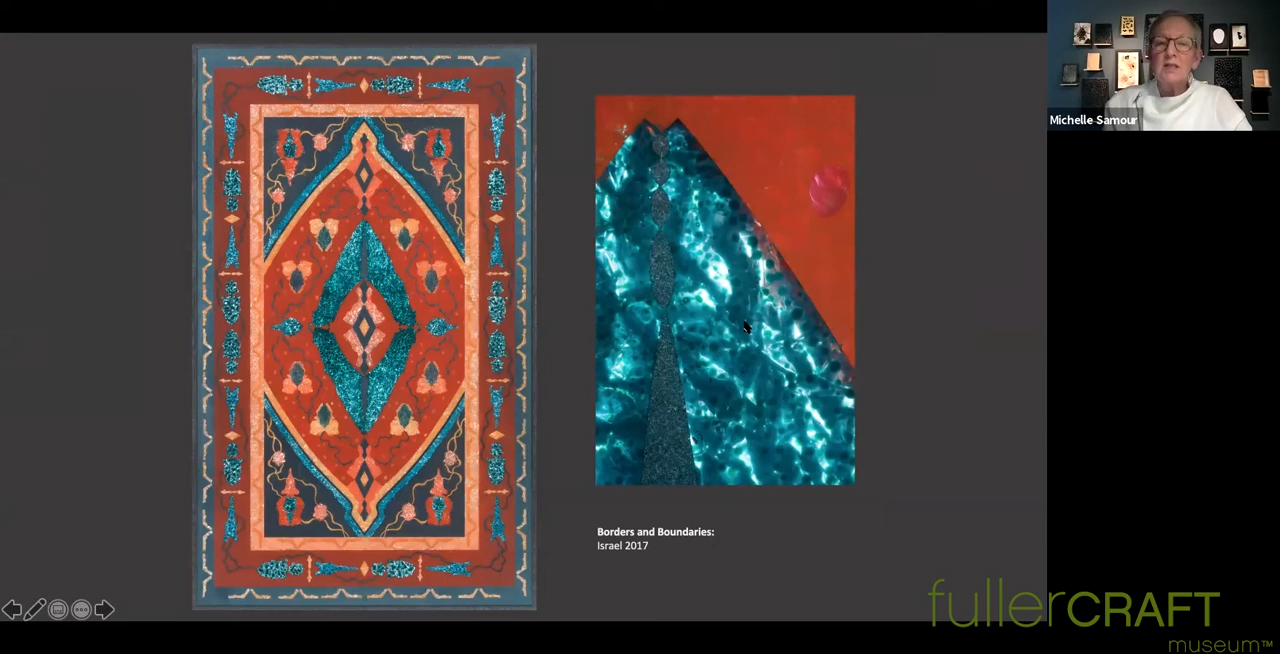 Michelle Samour
Borders and Boundaries:
Israel 2017
fullerCRAFT
museum™